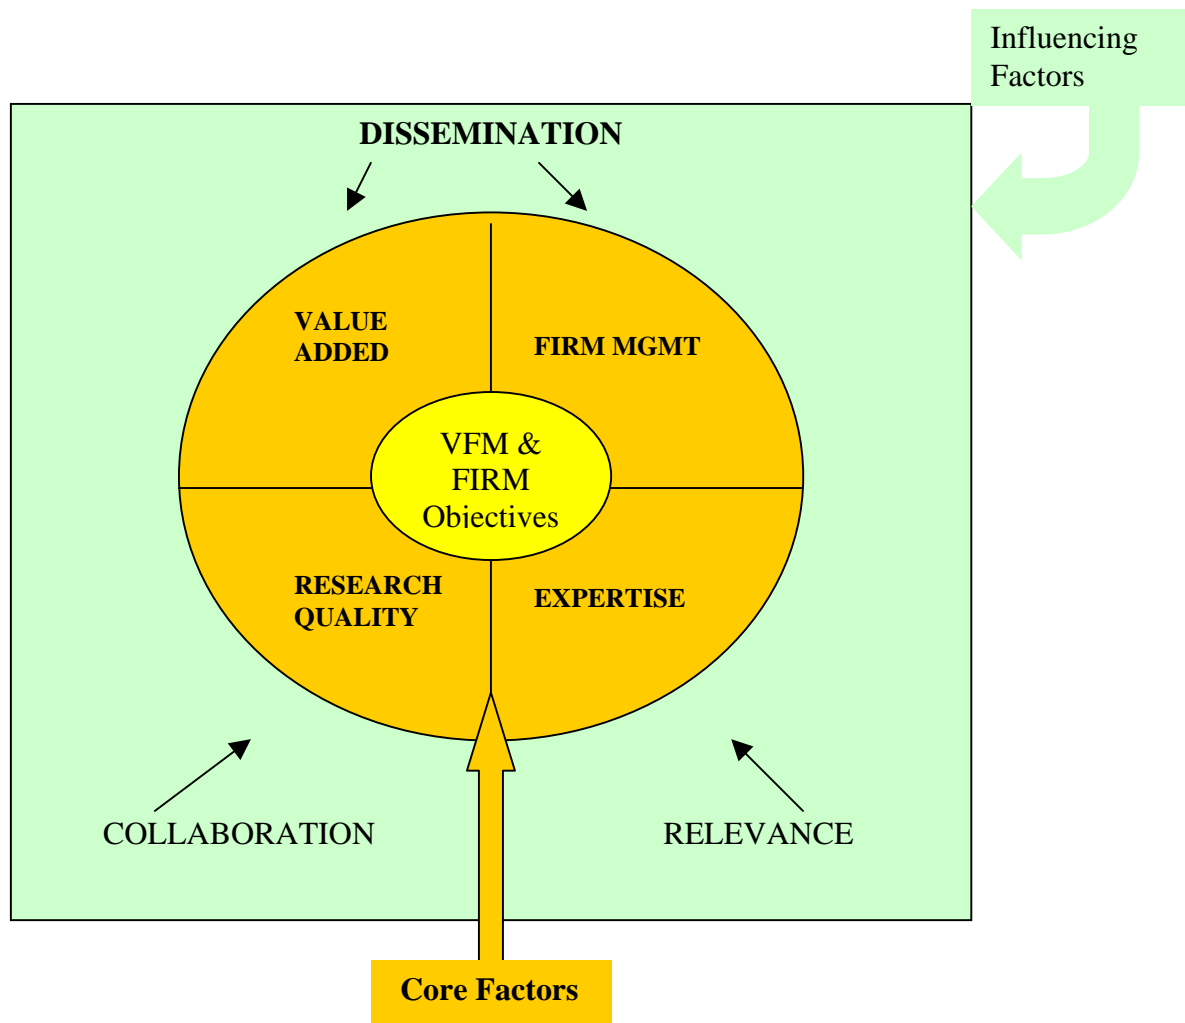 Influencing
Factors
DISSEMINATION
VALUE
ADDED
FIRM MGMT
VFM &
FIRM
Objectives
RESEARCH
QUALITY
EXPERTISE
COLLABORATION
RELEVANCE
Core Factors